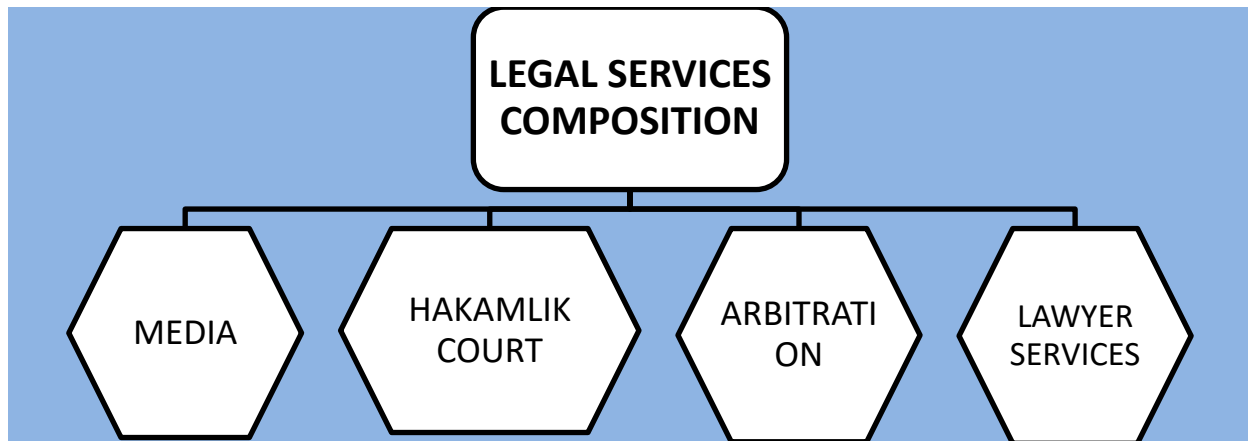 LEGAL SERVICES
COMPOSITION
MEDIA
HAKAMLIK
COURT
ARBITRATI
ON
LAWYER
SERVICES